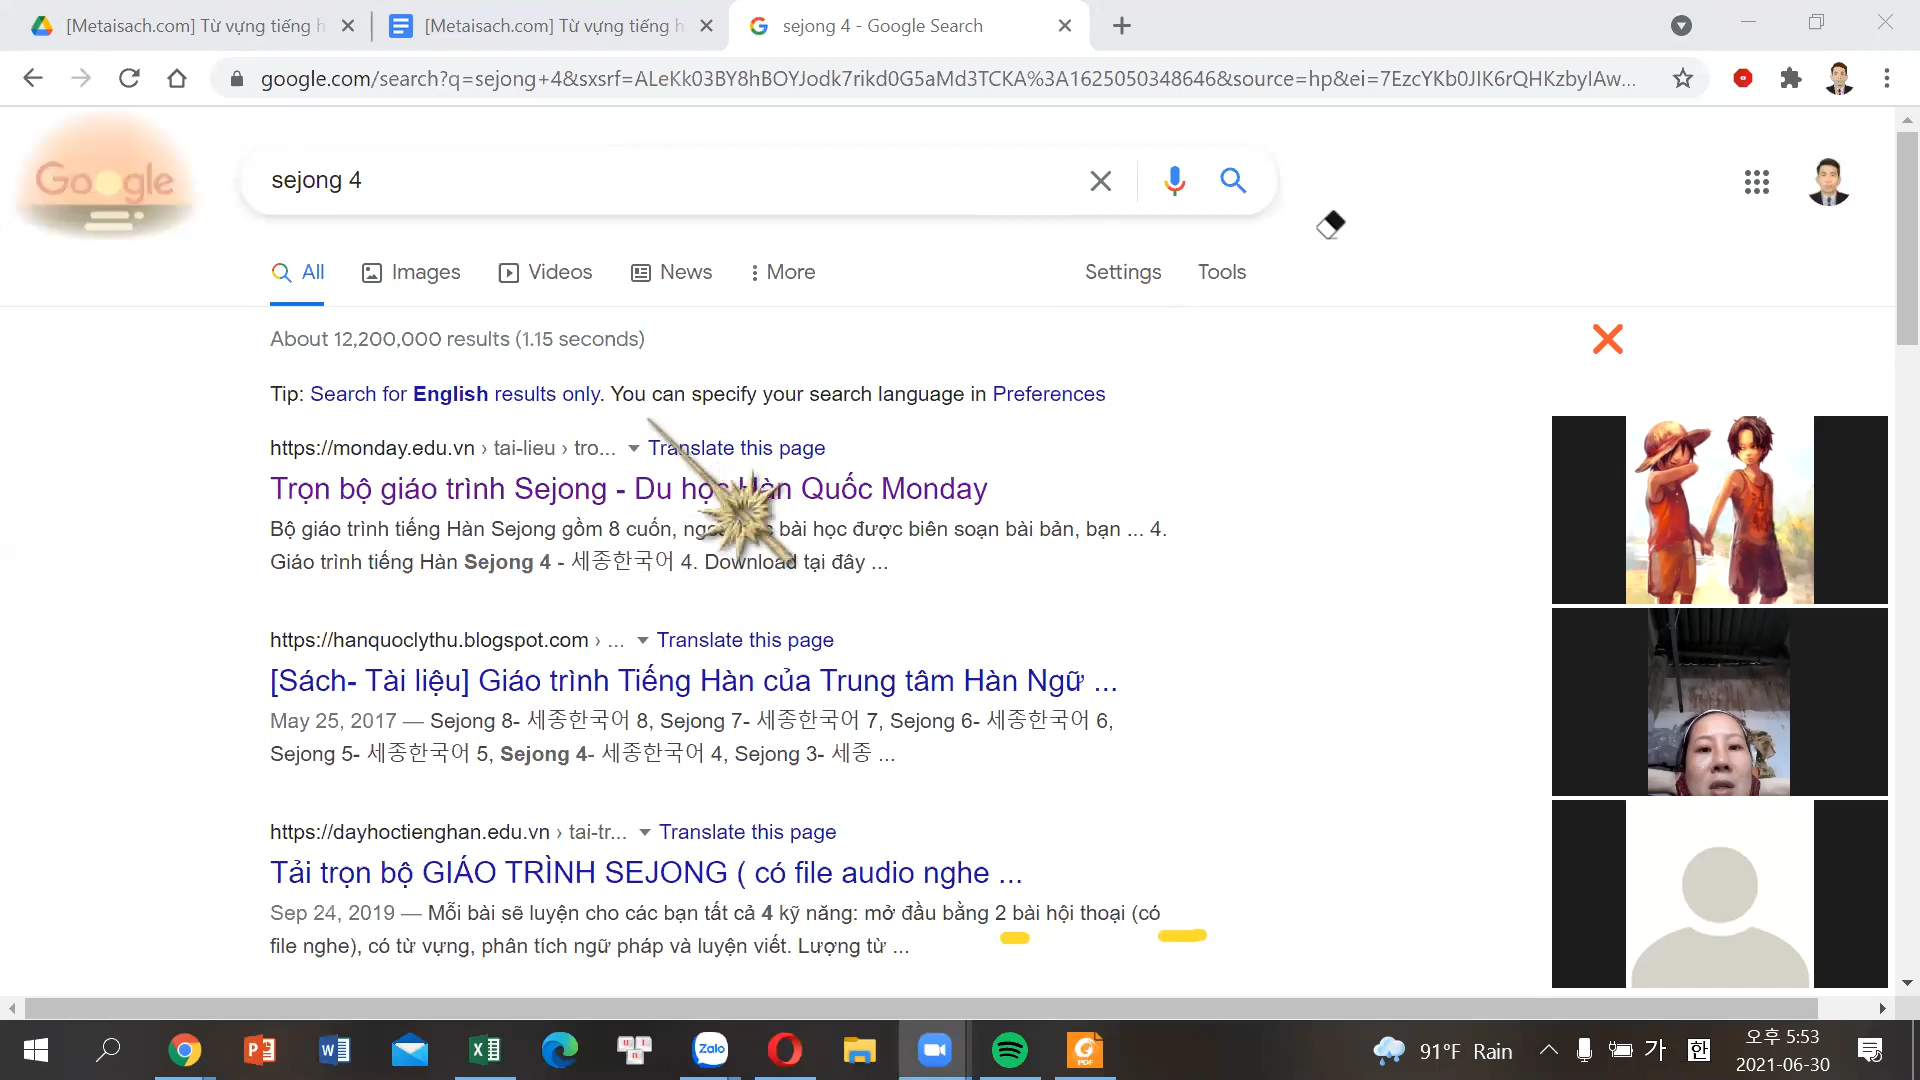 [Metaisach.com] Từ vựng tiếng h
[Metaisach.com] Từ vựng tiếng h
sejong 4 - Google Search
google.com/search?q=sejong+4&sxsrf=ALeKk03BY8hBOYJodk7rikd0G5aMd3TCKA%3A1625050348646&source=hp&ei=7EzcYKb0JIK6rQHKzbyIAw...
Google
sejong 4
All
Images
Videos
News
More
Settings
Tools
About 12,200,000 results (1.15 seconds)
Tip: Search for English results only. You can specify your search language in Preferences
https://monday.edu.vn › tai-lieu › tro... Translate this page
Trọn bộ giáo trình Sejong - Du học Hàn Quốc Monday
Bộ giáo trình tiếng Hàn Sejong gồm 8 cuốn, bài học được biên soạn bài bản, bạn ... 4.
Giáo trình tiếng Hàn Sejong 4 - 세종한국어 4. Download tại đây ...
https://hanquoclythu.blogspot.com › ... Translate this page
[Sách- Tài liệu] Giáo trình Tiếng Hàn của Trung tâm Hàn Ngữ ...
May 25, 2017 — Sejong 8- 세종한국어 8, Sejong 7- 세종한국어 7, Sejong 6- 세종한국어 6,
Sejong 5- 세종한국어 5, Sejong 4- 세종한국어 4, Sejong 3- 세종 ...
https://dayhoctienghan.edu.vn › tai-tr... Translate this page
Tải trọn bộ GIÁO TRÌNH SEJONG ( có file audio nghe ...
Sep 24, 2019 — Mỗi bài sẽ luyện cho các bạn tất cả 4 kỹ năng: mở đầu bằng 2 bài hội thoại (có
file nghe), có từ vựng, phân tích ngữ pháp và luyện viết. Lượng từ ...
Zalo
PDF
91°F Rain
가
한
오후 5:53
2021-06-30